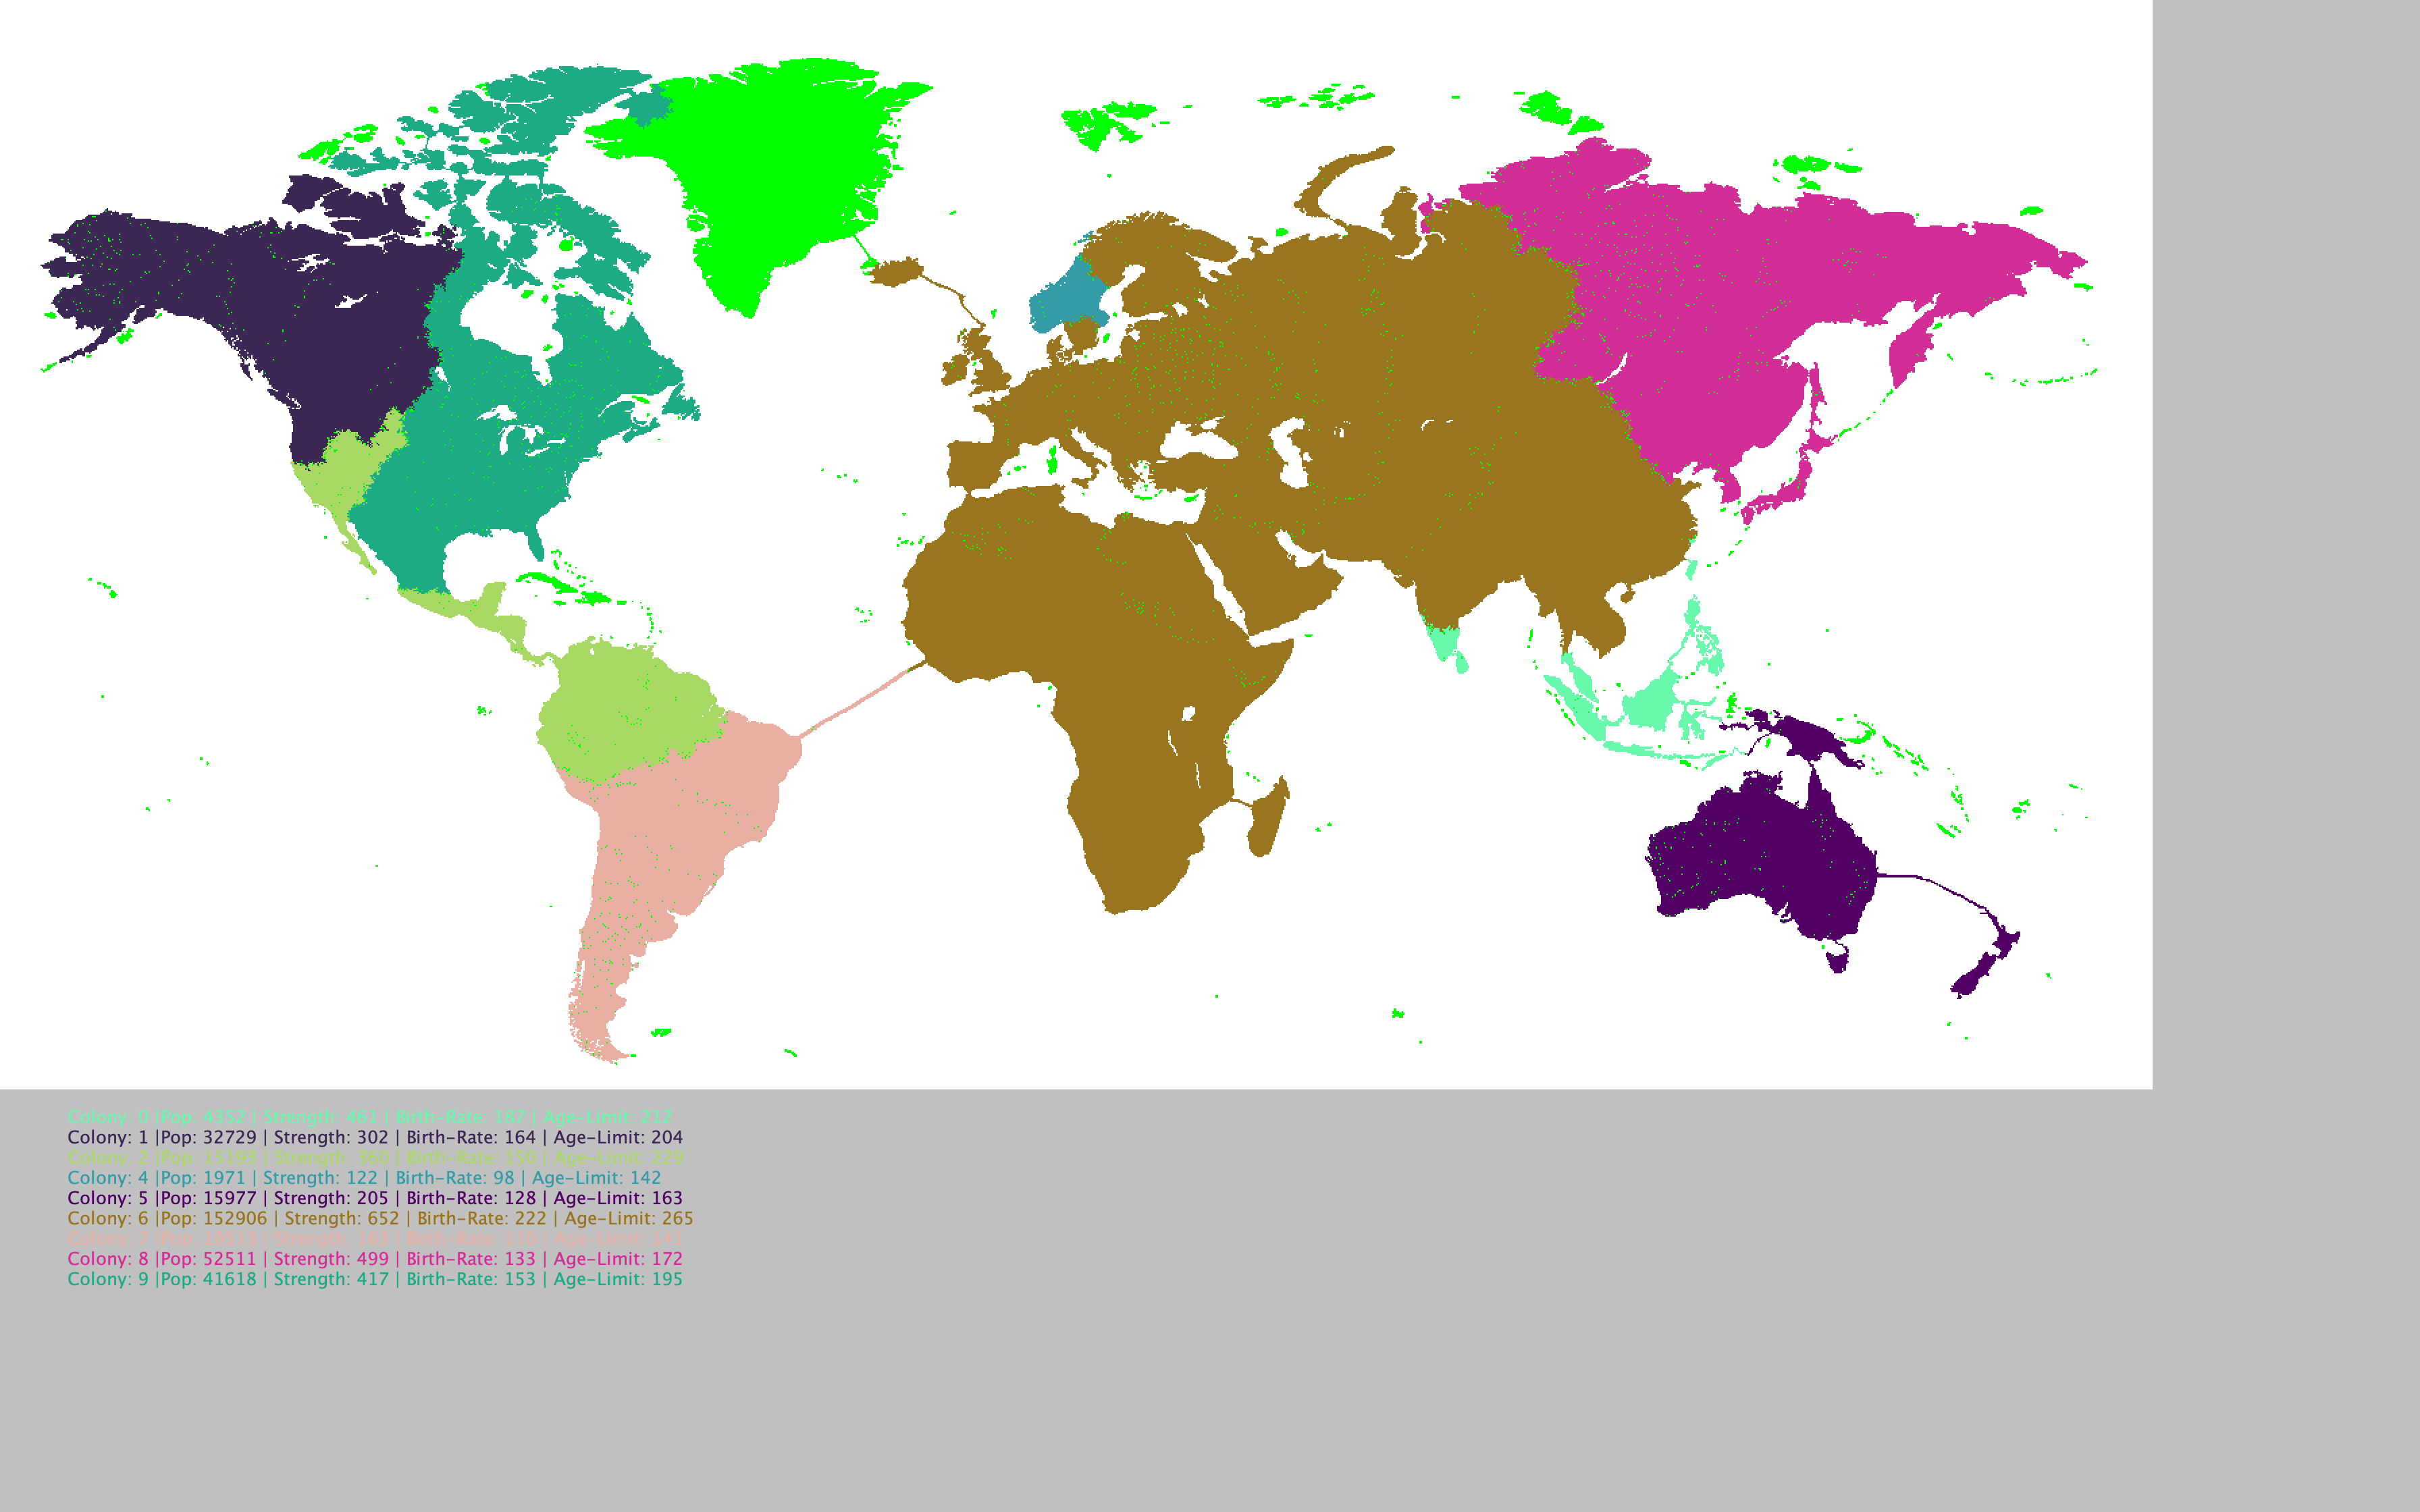 Colony: 0 |Pop: 4352 | Strength: 461 | Birth-Rate: 187 | Age-Limit: 212
Colony: 1 |Pop: 32729 | Strength: 302 | Birth-Rate: 164 | Age-Limit: 204
Colony: 2 |Pop: 15193 | Strength: 368 | Birth-Rate: 150 | Age-Limit: 229
Colony: 4 |Pop: 1971 | Strength: 122 | Birth-Rate: 98 | Age-Limit: 142
Colony: 5 |Pop: 15977 | Strength: 205 | Birth-Rate: 128 | Age-Limit: 163
Colony: 6 |Pop: 152906 | Strength: 652 | Birth-Rate: 222 | Age-Limit: 265
Colony: 7 |Pop: | Strength: | Birth-Rate: | Age-Limit:
Colony: 8 |Pop: 52511 | Strength: 499 | Birth-Rate: 133 | Age-Limit: 172
Colony: 9 |Pop: 41618 | Strength: 417 | Birth-Rate: 153 | Age-Limit: 195